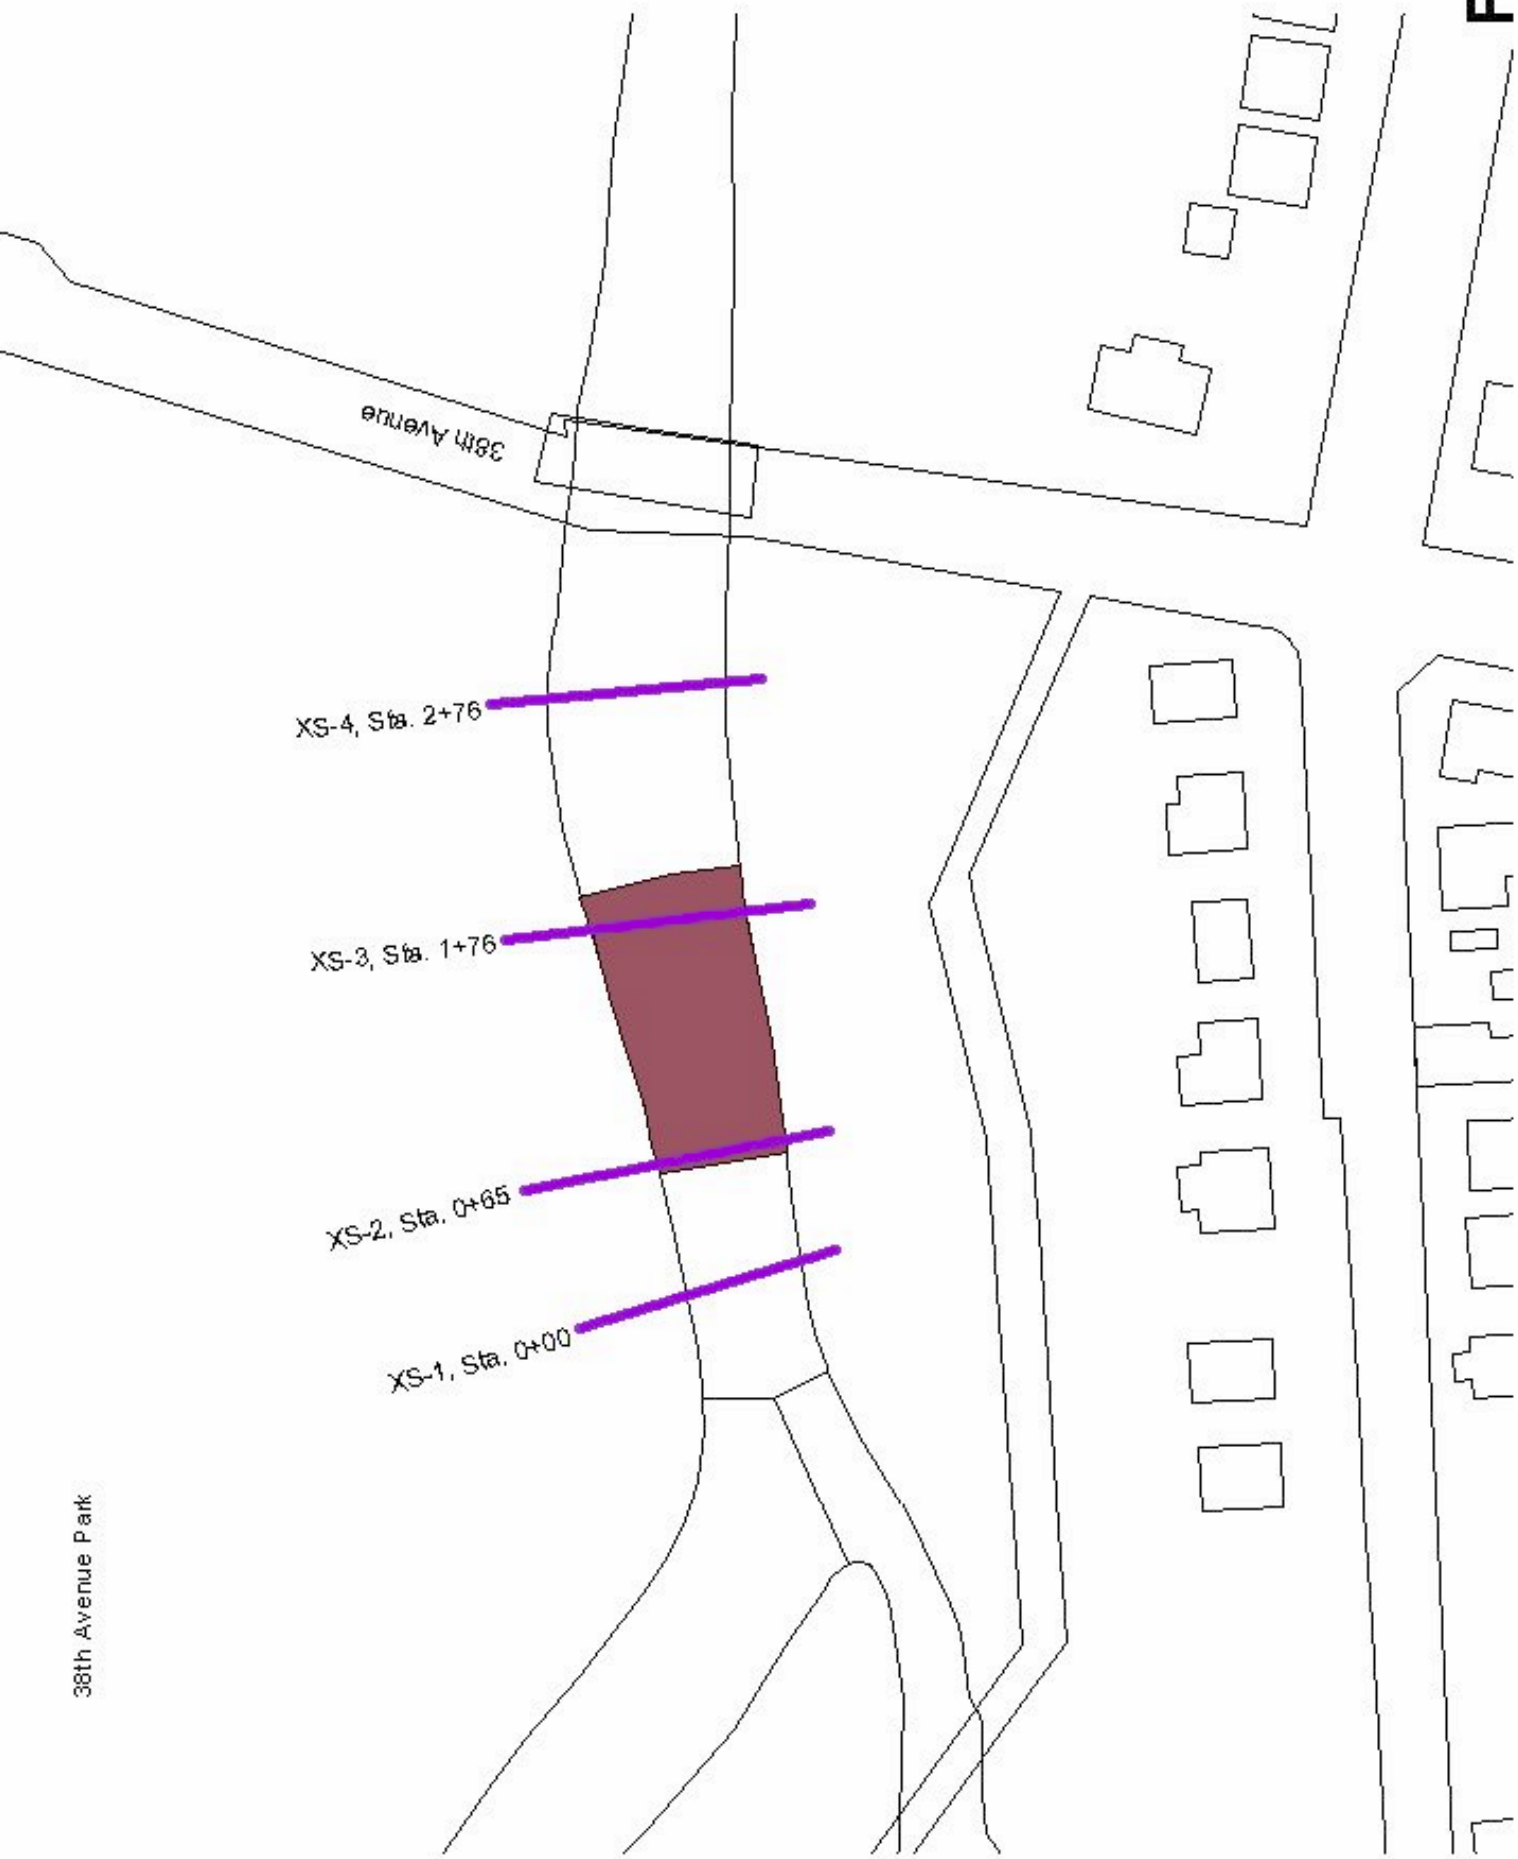 38th Avenue
XS-4, Sta. 2+76
XS-3, Sta. 1+76
XS-2, Sta. 0+65
XS-1, Sta. 0+00
38th Avenue Park